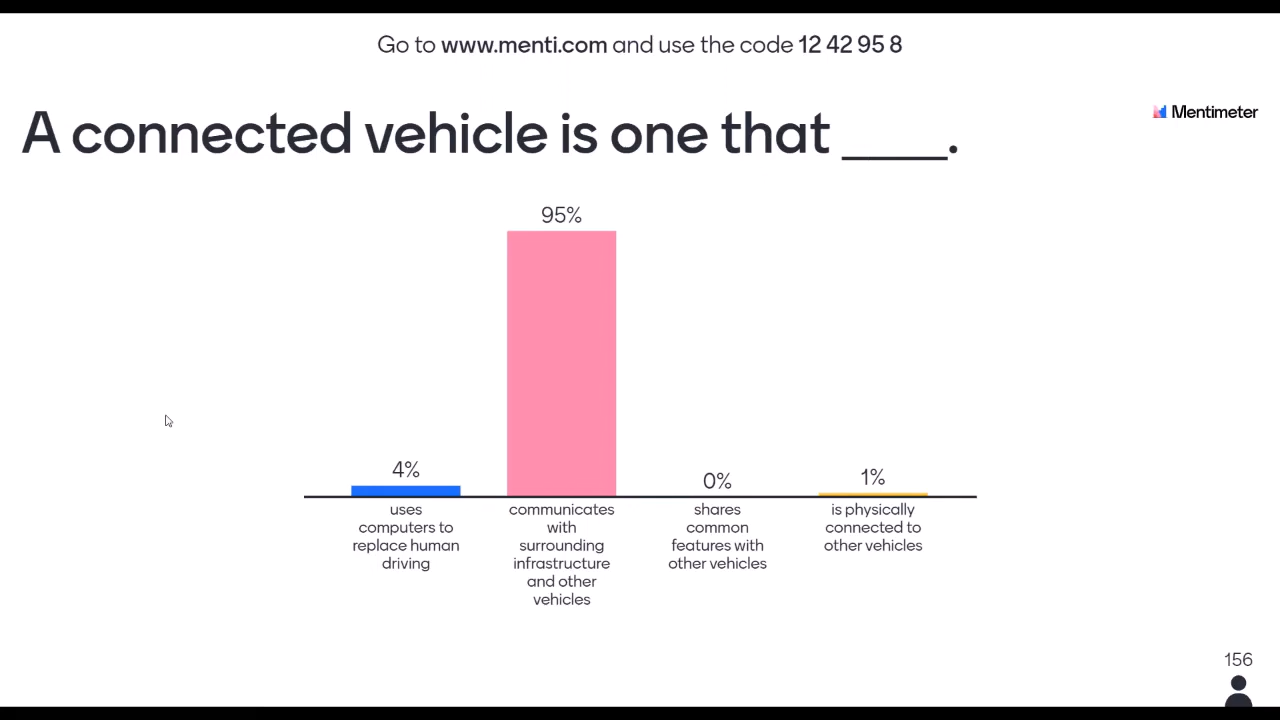 Go to www.menti.com and use the code 12 42 95 8
Mentimeter
A connected vehicle is one that ____.
95%
4%
0%
1%
uses
computers to
replace human
driving
communicates
with
surrounding
infrastructure
and other
vehicles
shares
common
features with
other vehicles
is physically
connected to
other vehicles
156